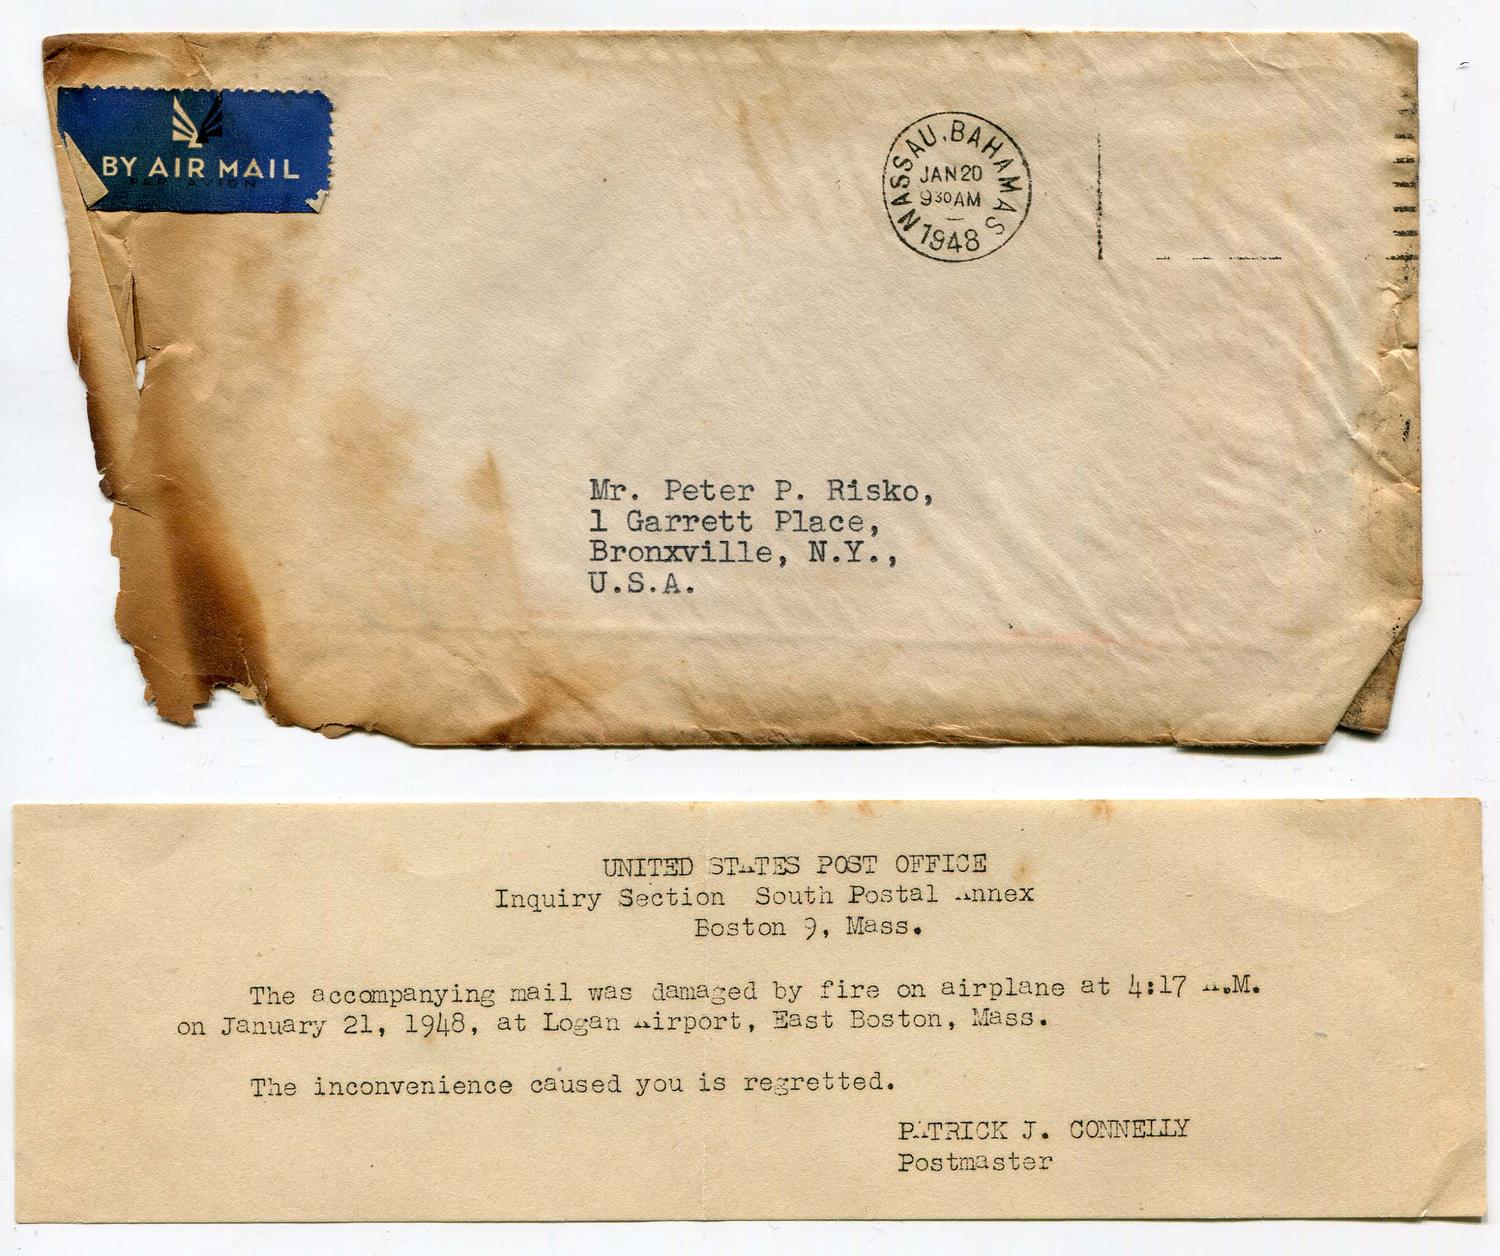 BY AIR MAIL
PAR AVION
NASSAU, BAHAMAS
JAN 20
9 30 AM
1948
Mr. Peter P. Risko,
1 Garrett Place,
Bronxville, N.Y.,
U.S.A.
UNITED STATES POST OFFICE
Inquiry Section South Postal Annex
Boston 9, Mass.
The accompanying mail was damaged by fire on airplane at 4:17 A.M.
on January 21, 1948, at Logan Airport, East Boston, Mass.
The inconvenience caused you is regretted.
PATRICK J. CONNELLY
Postmaster